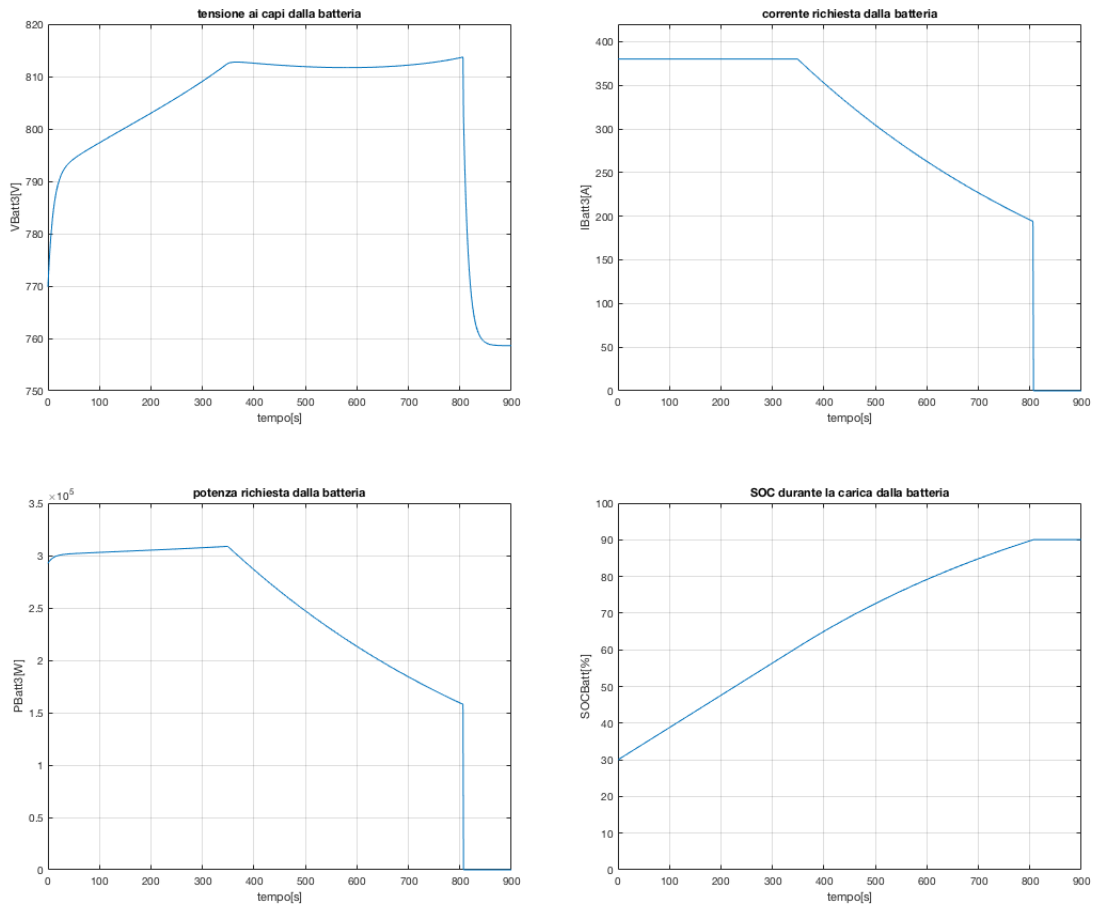 tensione ai capi dalla batteria
820
810
800
790
780
770
760
750
VBatt3[V]
0 100 200 300 400 500 600 700 800 900
tempo[s]
corrente richiesta dalla batteria
400
350
300
250
200
150
100
50
0
IBatt3[A]
0 100 200 300 400 500 600 700 800 900
tempo[s]
potenza richiesta dalla batteria
×10⁵
3.5
3
2.5
2
1.5
1
0.5
0
PBatt3[W]
0 100 200 300 400 500 600 700 800 900
tempo[s]
SOC durante la carica dalla batteria
100
90
80
70
60
50
40
30
20
10
0
SOCBatt[%]
0 100 200 300 400 500 600 700 800 900
tempo[s]